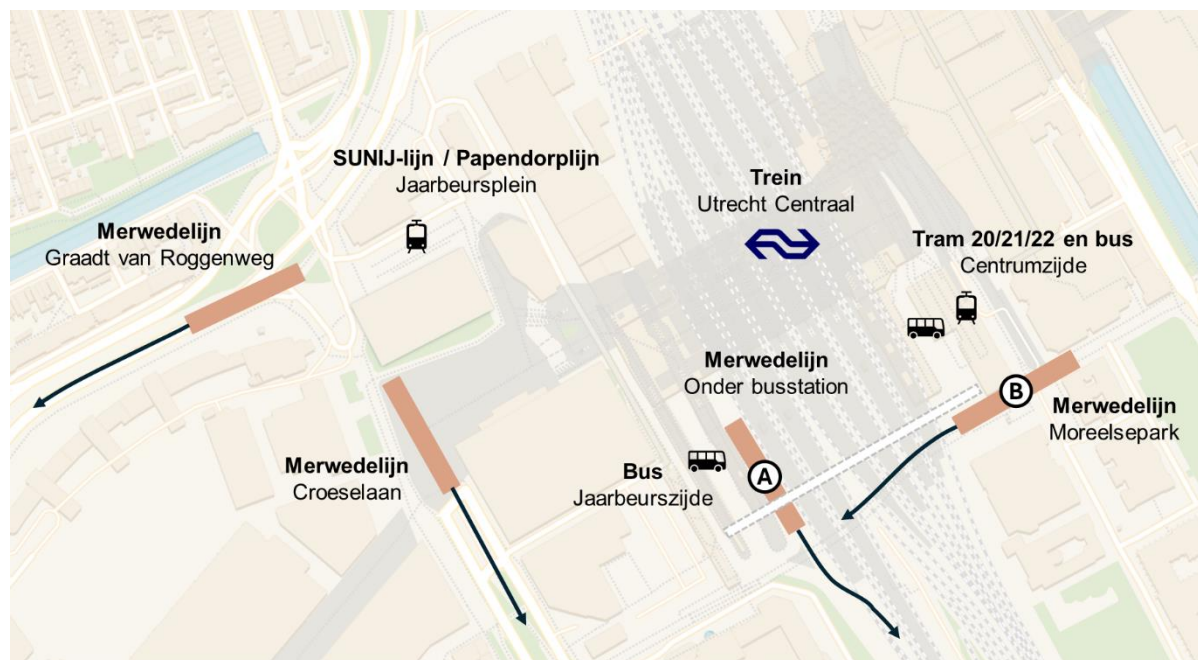 SUNIJ-lijn / Papendorplijn
Jaarbeursplein
Trein
Utrecht Centraal
Merwedelijn
Graadt van Roggenweg
Tram 20/21/22 en bus
Centrumzijde
Merwedelijn
Onder busstation
B
Merwedelijn
Moreelsepark
Merwedelijn
Croeselaan
Bus
Jaarbeurszijde
A